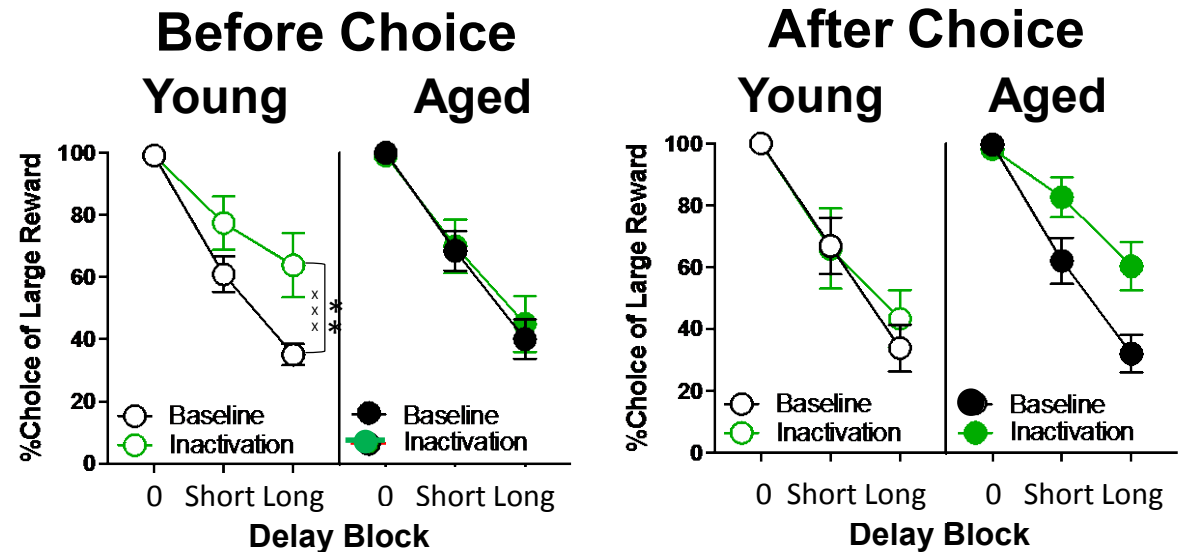 Before Choice
Young Aged
%Choice of Large Reward
100
80
60
40
20
0
x
x
x
**
Baseline
Inactivation
Baseline
Inactivation
0 Short Long
0 Short Long
Delay Block
After Choice
Young Aged
%Choice of Large Reward
100
80
60
40
20
0
Baseline
Inactivation
Baseline
Inactivation
0 Short Long
0 Short Long
Delay Block